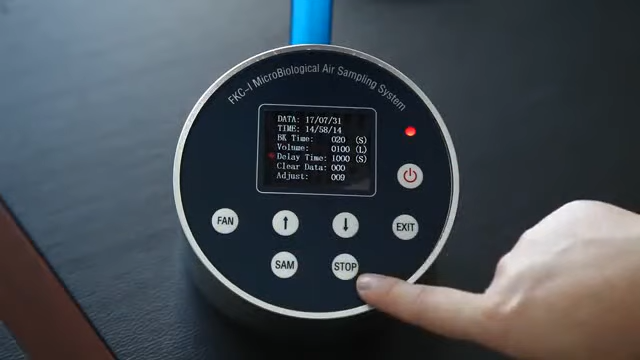 FKC-I MicroBiological Air Sampling System
DATA: 17/07/31
TIME: 14/58/14
BK Time: 020 (S)
Volume: 0100 (L)
Delay Time: 1000 (S)
Clear Data: 000
Adjust: 009
FAN
↑
↓
EXIT
SAM
STOP